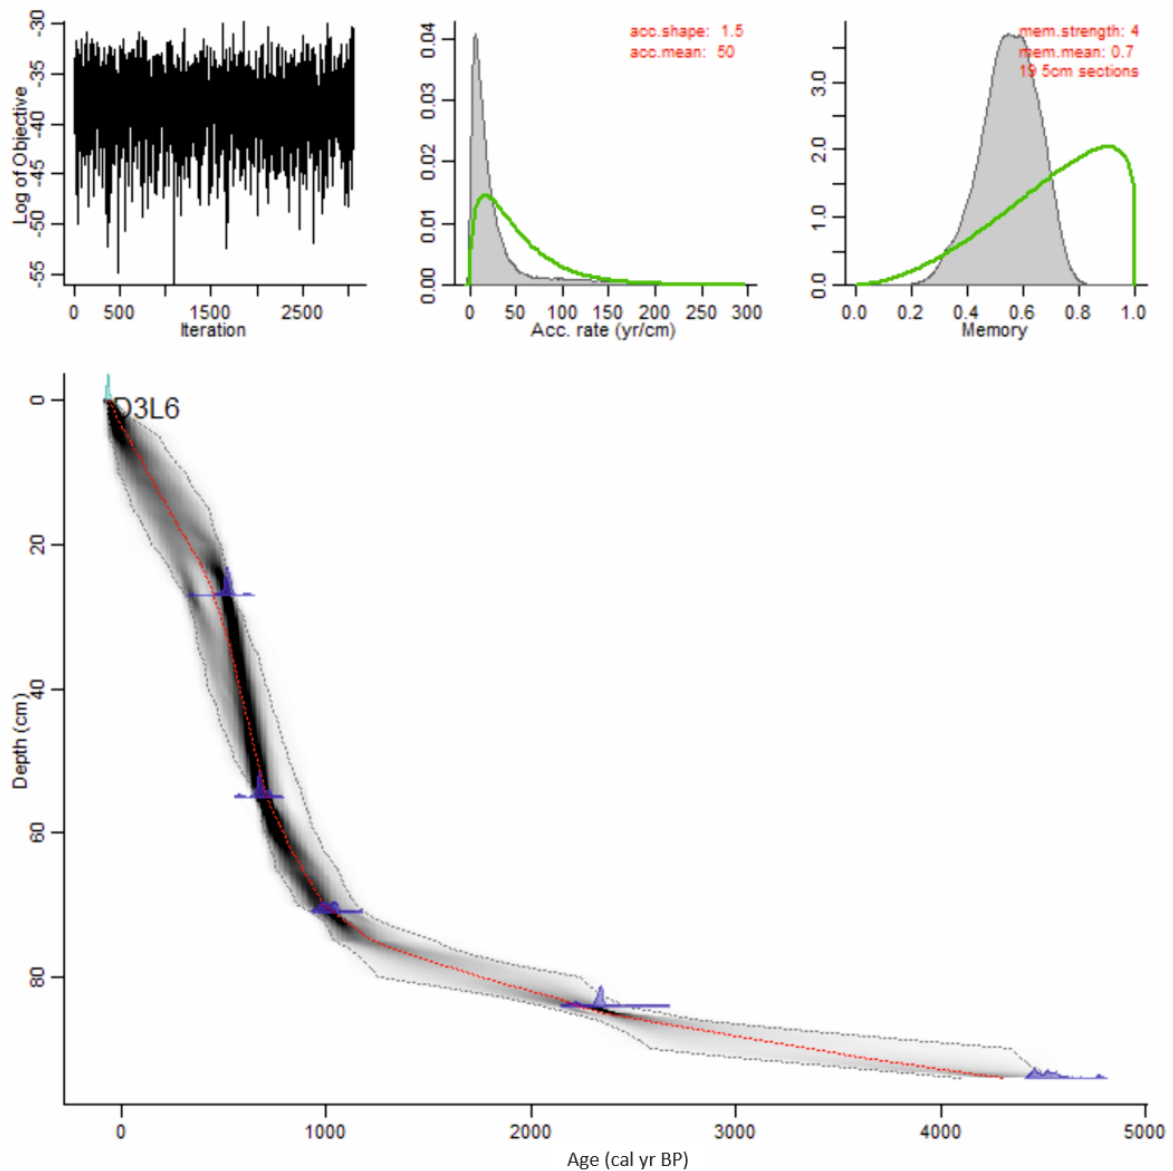 -30
-35
-40
-45
-50
-55
Log of Objective
0 500 1500 2500
Iteration
0.04
0.03
0.02
0.01
0.00
acc.shape: 1.5
acc.mean: 50
0 50 100 150 200 250 300
Acc. rate (yr/cm)
3.0
2.0
1.0
0.0
mem.strength: 4
mem.mean: 0.7
19 5cm sections
0.0 0.2 0.4 0.6 0.8 1.0
Memory
D3L6
0
20
40
60
80
Depth (cm)
0 1000 2000 3000 4000 5000
Age (cal yr BP)